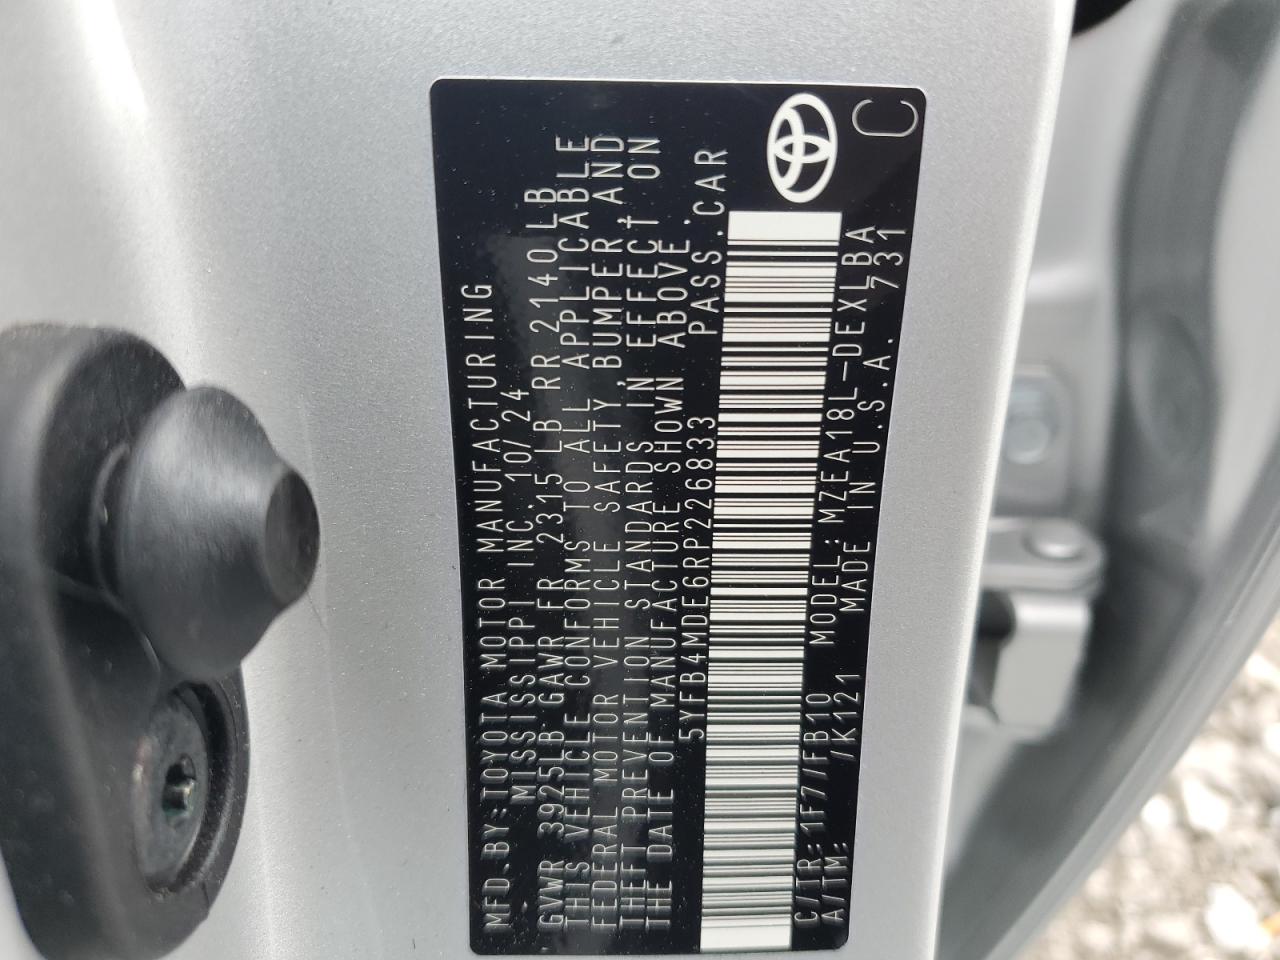 MFD.BY:TOYOTA MOTOR MANUFACTURING
MISSISSIPPI INC. 10/24
GVWR 3925LB GAWR FR 2315LB RR 2140LB
THIS VEHICLE CONFORMS TO ALL APPLICABLE
FEDERAL MOTOR VEHICLE SAFETY,BUMPER,AND
THEFT PREVENTION STANDARDS IN EFFECT ON
THE DATE OF MANUFACTURE SHOWN ABOVE.
5YFB4MDE6RP226833 PASS.CAR
C/TR:1F7/FB10 MODEL:MZEA18L-DEXLBA
A/TM: /K121 MADE IN U.S.A. 731
C